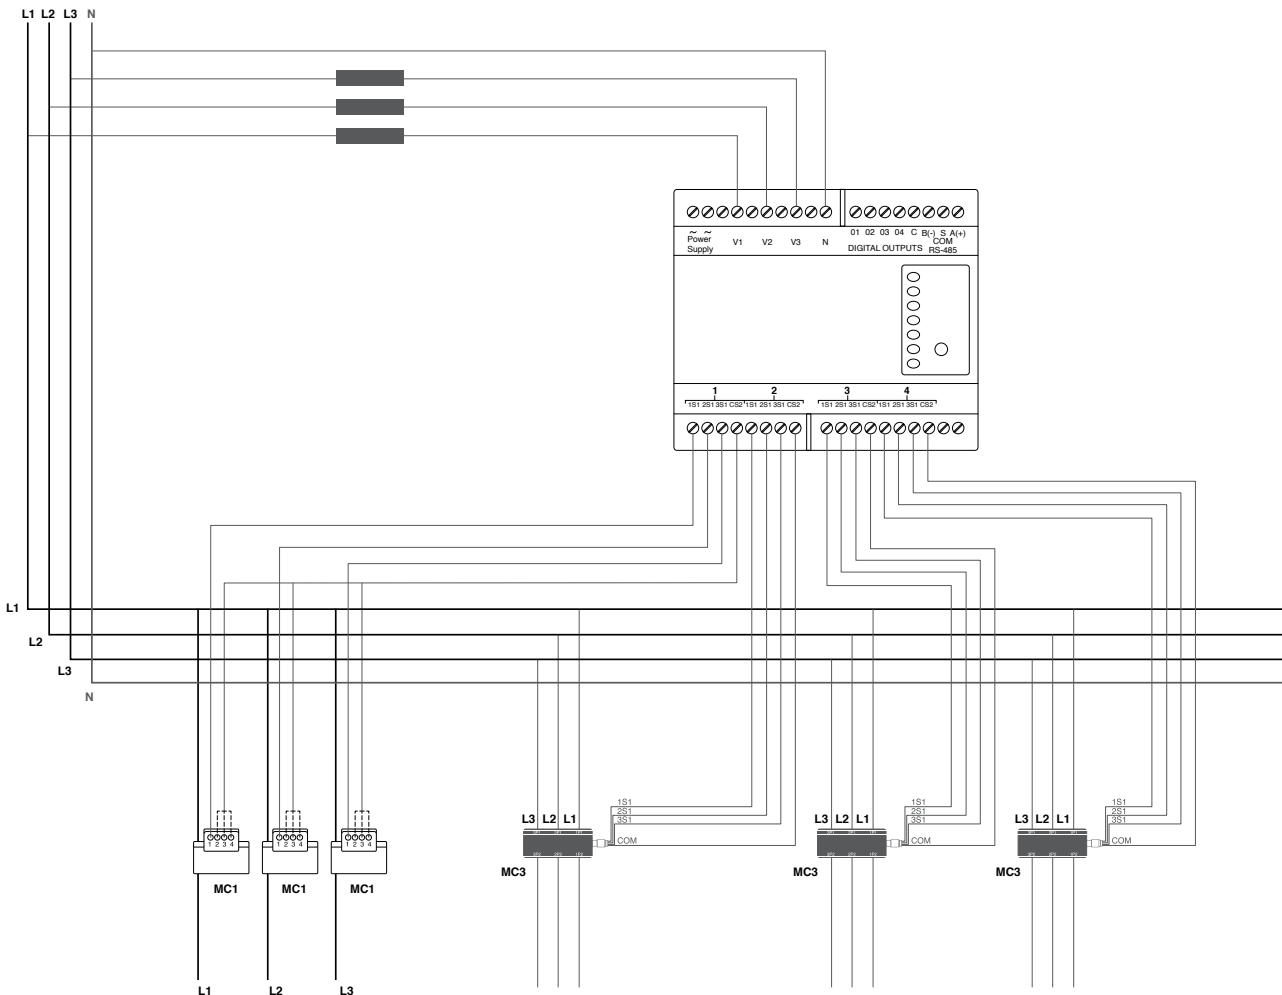 L1 L2 L3 N
~ ~
Power
Supply
V1 V2 V3 N
01 02 03 04 C B(-) S A(+)
DIGITAL OUTPUTS
COM
RS-485
1 2 3 4
1S1 2S1 3S1 CS2 1S1 2S1 3S1 CS2 1S1 2S1 3S1 CS2 1S1 2S1 3S1 CS2
L1
L2
L3
N
1S1 1S1 1S1
2S1 2S1 2S1
3S1 3S1 3S1
L3 L2 L1 L3 L2 L1 L3 L2 L1
COM COM COM
1 2 3 4 1 2 3 4 1 2 3 4
MC3 MC3 MC3
MC1 MC1 MC1
L1 L2 L3